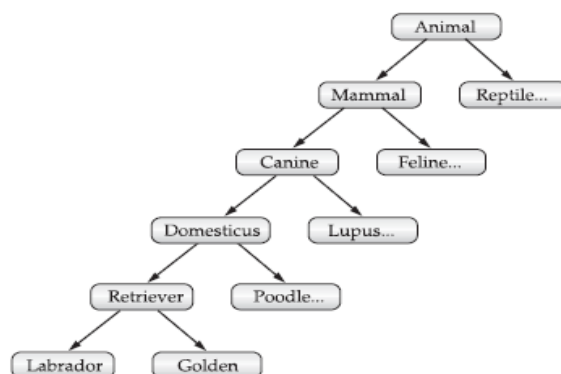 Animal
Mammal
Reptile...
Canine
Feline...
Domesticus
Lupus...
Retriever
Poodle...
Labrador
Golden